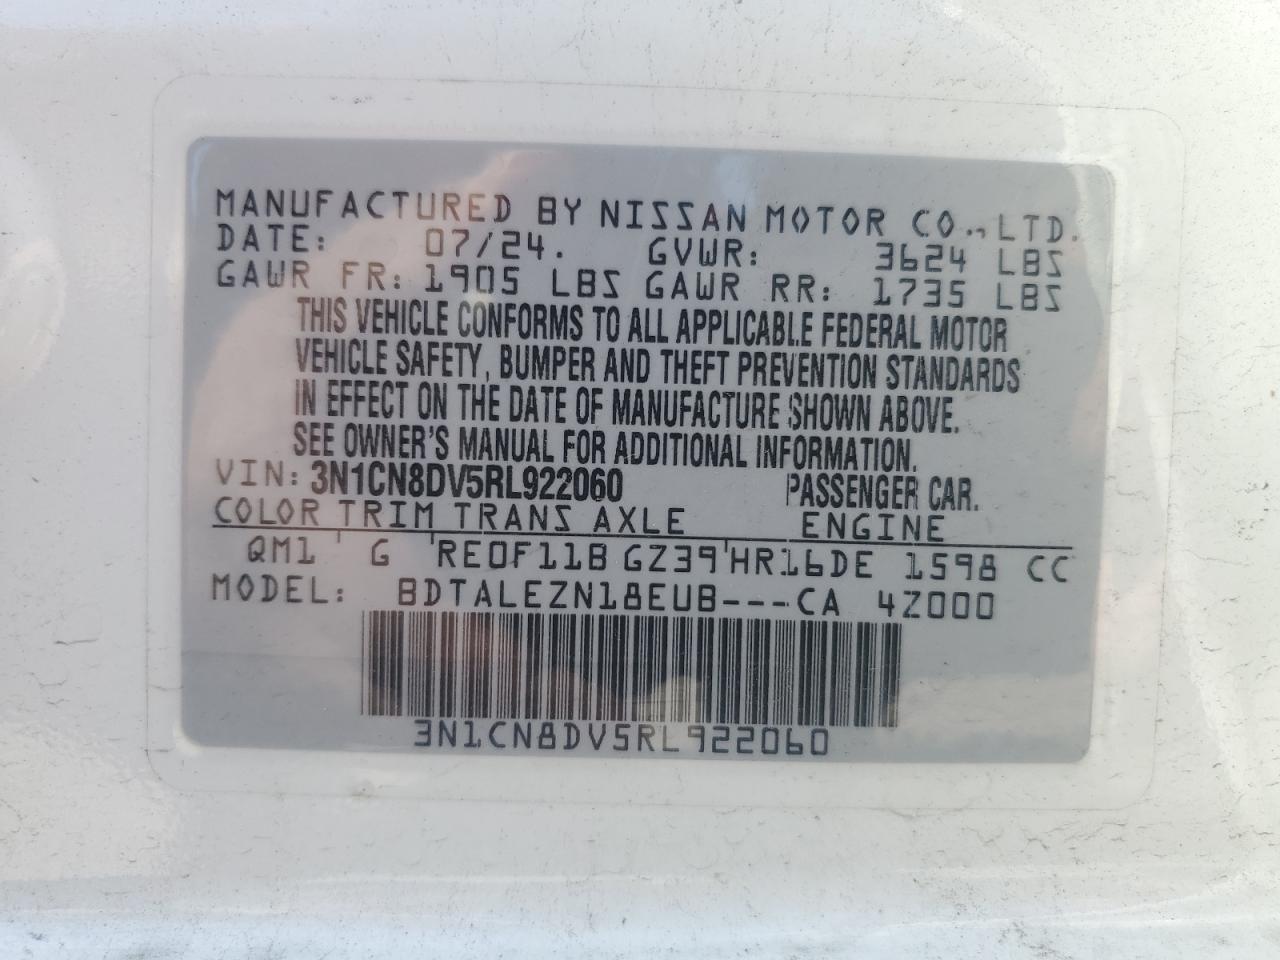 MANUFACTURED BY NISSAN MOTOR CO., LTD.
DATE: 07/24. GVWR: 3624 LBS
GAWR FR: 1905 LBS GAWR RR: 1735 LBS
THIS VEHICLE CONFORMS TO ALL APPLICABLE FEDERAL MOTOR
VEHICLE SAFETY, BUMPER AND THEFT PREVENTION STANDARDS
IN EFFECT ON THE DATE OF MANUFACTURE SHOWN ABOVE.
SEE OWNER'S MANUAL FOR ADDITIONAL INFORMATION.
VIN: 3N1CN8DV5RL922060 PASSENGER CAR.
COLOR TRIM TRANS AXLE ENGINE
QM1 ' G 'RE0F11B GZ39'HR16DE 1598 CC
MODEL: BDTALEZN18EUB---CA 4Z000
3N1CN8DV5RL922060